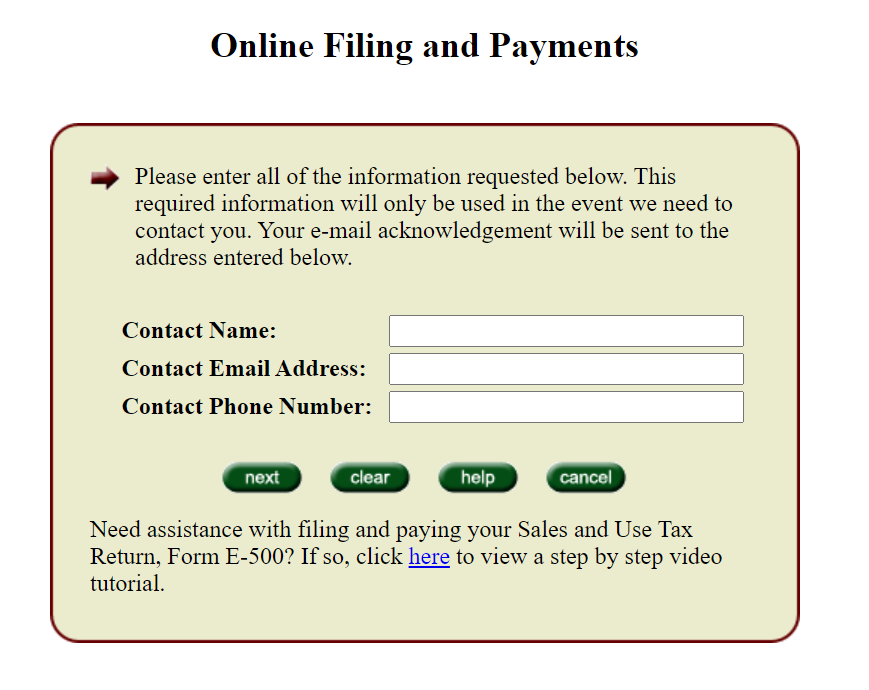 Online Filing and Payments
Please enter all of the information requested below. This
required information will only be used in the event we need to
contact you. Your e-mail acknowledgement will be sent to the
address entered below.
Contact Name:
Contact Email Address:
Contact Phone Number:
next clear help cancel
Need assistance with filing and paying your Sales and Use Tax
Return, Form E-500? If so, click here to view a step by step video
tutorial.